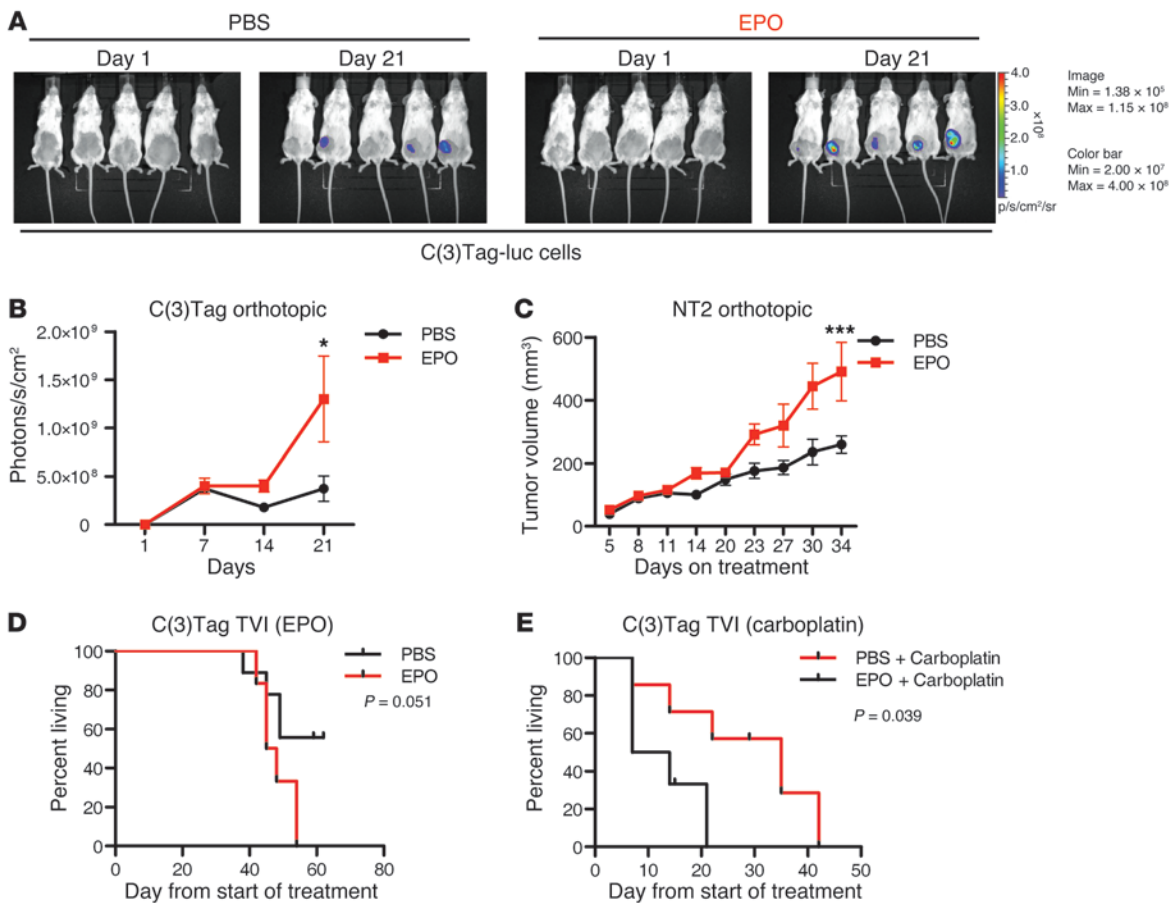 A
PBS
EPO
Day 1
Day 21
Day 1
Day 21
4.0
3.0
2.0
1.0
×10⁸
p/s/cm²/sr
Image
Min = 1.38 × 10⁵
Max = 1.15 × 10⁸
Color bar
Min = 2.00 × 10⁷
Max = 4.00 × 10⁸
C(3)Tag-luc cells
B
C(3)Tag orthotopic
Photons/s/cm²
2.0×10⁹
1.5×10⁹
1.0×10⁹
5.0×10⁸
0
1 7 14 21
Days
PBS
EPO
*
C
NT2 orthotopic
Tumor volume (mm³)
600
400
200
0
5 8 11 14 20 23 27 30 34
Days on treatment
***
PBS
EPO
D
C(3)Tag TVI (EPO)
Percent living
100
80
60
40
20
0
0 20 40 60 80
Day from start of treatment
PBS
EPO
P = 0.051
E
C(3)Tag TVI (carboplatin)
Percent living
100
80
60
40
20
0
0 10 20 30 40 50
Day from start of treatment
PBS + Carboplatin
EPO + Carboplatin
P = 0.039